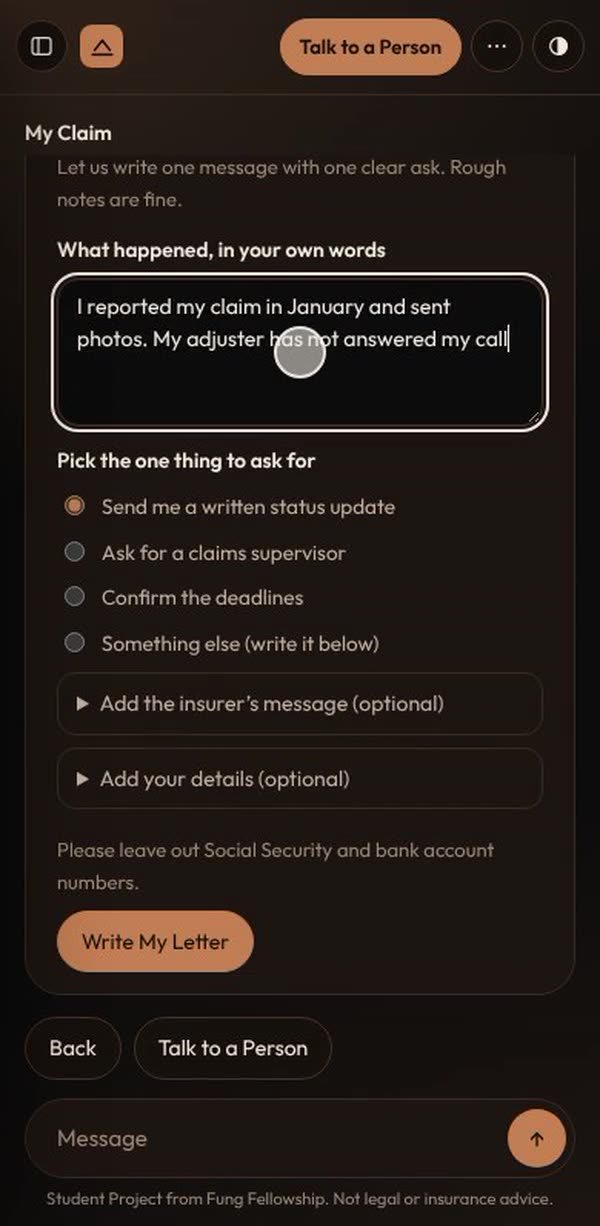 Talk to a Person
My Claim
Let us write one message with one clear ask. Rough
notes are fine.
What happened, in your own words
I reported my claim in January and sent
photos. My adjuster has not answered my call
Pick the one thing to ask for
Send me a written status update
Ask for a claims supervisor
Confirm the deadlines
Something else (write it below)
Add the insurer’s message (optional)
Add your details (optional)
Please leave out Social Security and bank account
numbers.
Write My Letter
Back
Talk to a Person
Message
Student Project from Fung Fellowship. Not legal or insurance advice.